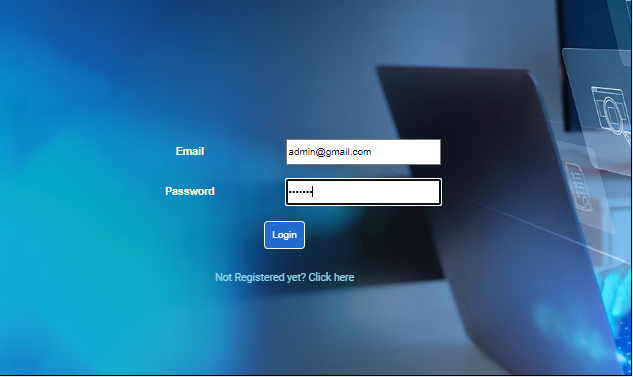 Email
admin@gmail.com
Password
•••••••
Login
Not Registered yet? Click here